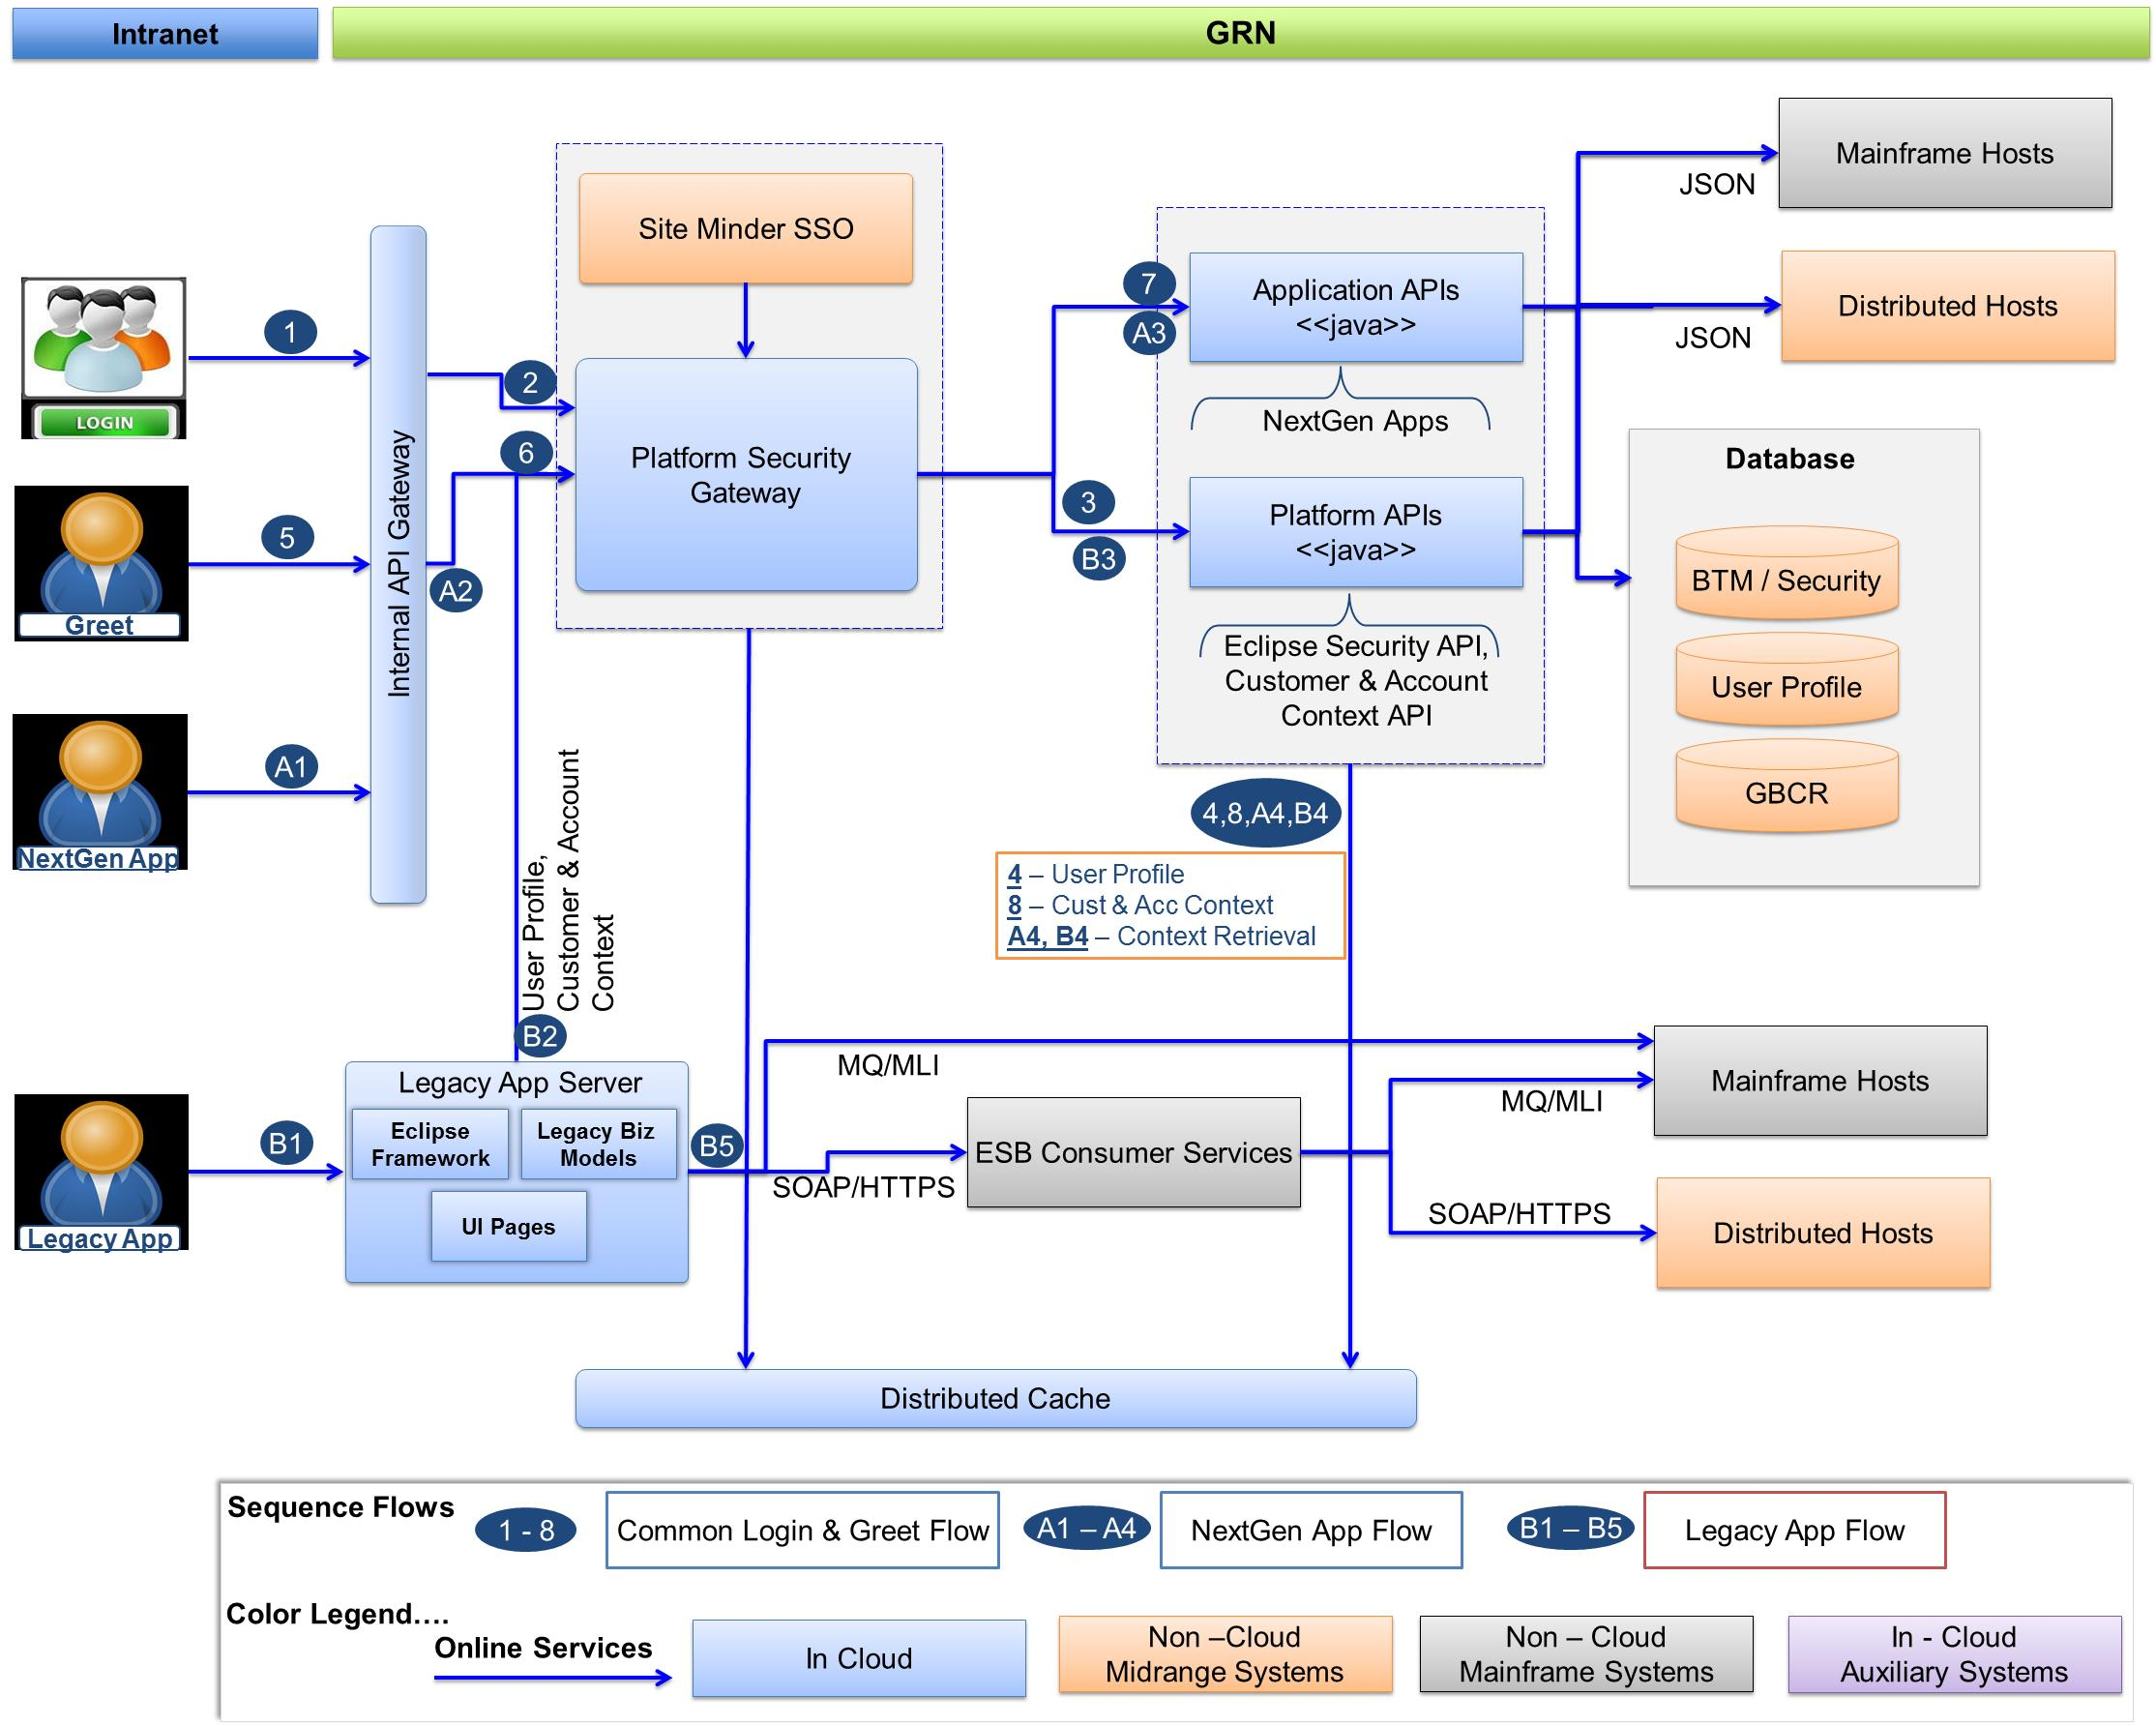 Intranet
GRN
Mainframe Hosts
JSON
Site Minder SSO
Distributed Hosts
JSON
1
LOGIN
2
Internal API Gateway
Platform Security
Gateway
7
A3
Application APIs
<<java>>
NextGen Apps
6
3
B3
Platform APIs
<<java>>
Eclipse Security API,
Customer & Account
Context API
Database
BTM / Security
User Profile
GBCR
5
Greet
A2
A1
NextGen App
User Profile,
Customer & Account
Context
4,8,A4,B4
4 – User Profile
8 – Cust & Acc Context
A4, B4 – Context Retrieval
B2
Legacy App Server
Eclipse
Framework
Legacy Biz
Models
UI Pages
B1
Legacy App
B5
MQ/MLI
SOAP/HTTPS
ESB Consumer Services
MQ/MLI
Mainframe Hosts
SOAP/HTTPS
Distributed Hosts
Distributed Cache
Sequence Flows
1 - 8
Common Login & Greet Flow
A1 – A4
NextGen App Flow
B1 – B5
Legacy App Flow
Color Legend....
Online Services
In Cloud
Non –Cloud
Midrange Systems
Non – Cloud
Mainframe Systems
In - Cloud
Auxiliary Systems